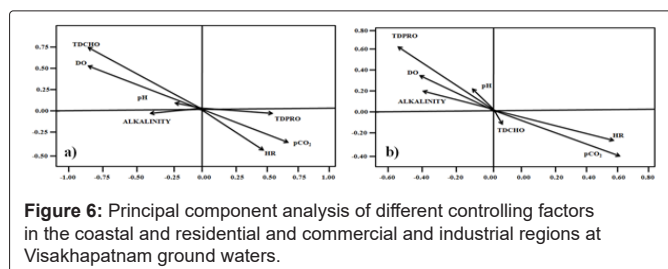 0.75
0.50
0.25
0.00
-0.25
-0.50
TDCHO
DO
pH
ALKALINITY
TDPRO
pCO₂
HR
a)
-1.00 -0.75 -0.50 -0.25 0.00 0.25 0.50 0.75 1.00
0.80
0.60
0.40
0.20
0.00
-0.20
-0.40
TDPRO
DO
pH
ALKALINITY
TDCHO
HR
pCO₂
b)
-0.60 -0.40 -0.20 0.00 0.20 0.40 0.60 0.80
Figure 6: Principal component analysis of different controlling factors
in the coastal and residential and commercial and industrial regions at
Visakhapatnam ground waters.